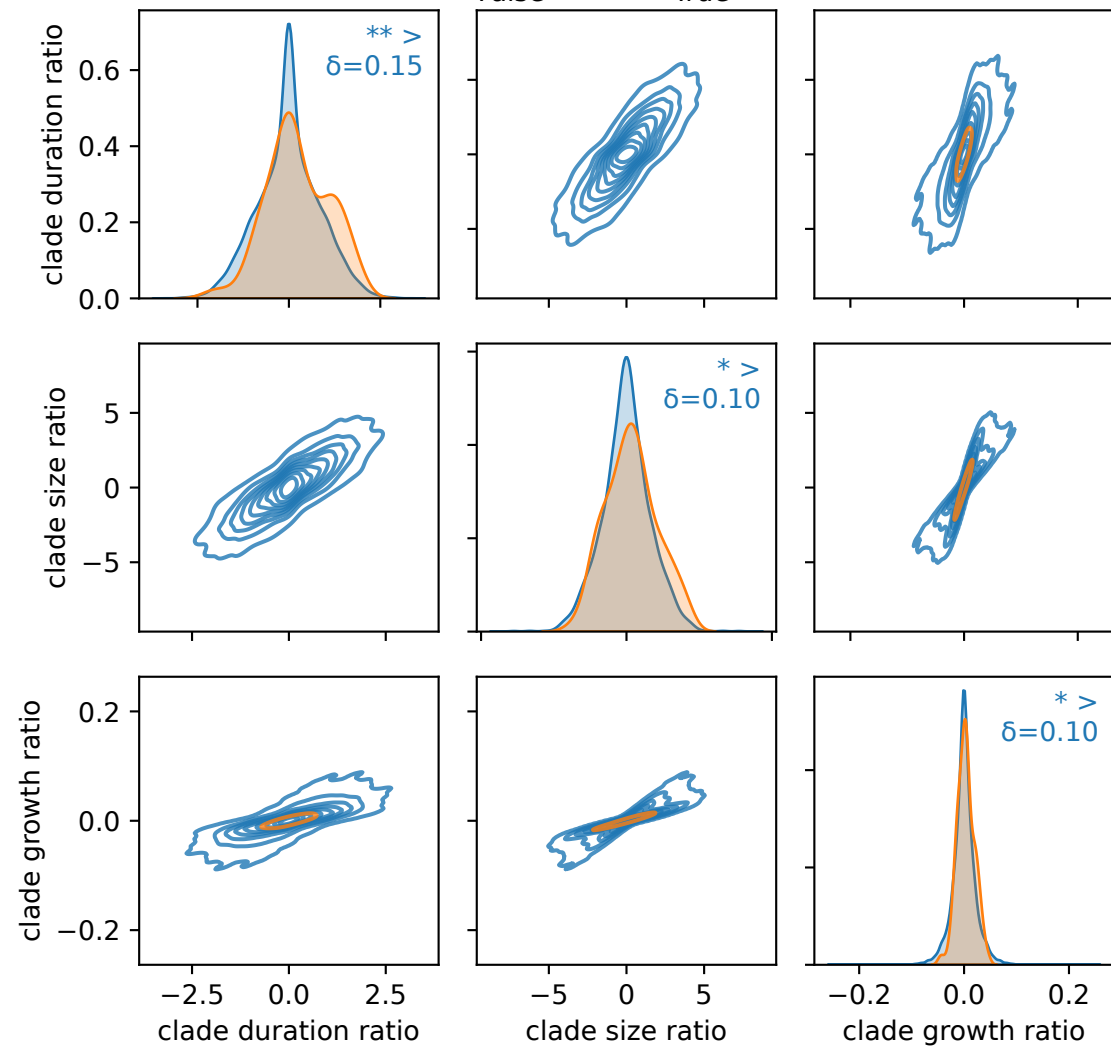 clade duration ratio
0.6
0.4
0.2
0.0
** >
δ=0.15
clade size ratio
5
0
−5
* >
δ=0.10
clade growth ratio
0.2
0.0
−0.2
* >
δ=0.10
−2.5 0.0 2.5
−5 0 5
−0.2 0.0 0.2
clade duration ratio
clade size ratio
clade growth ratio